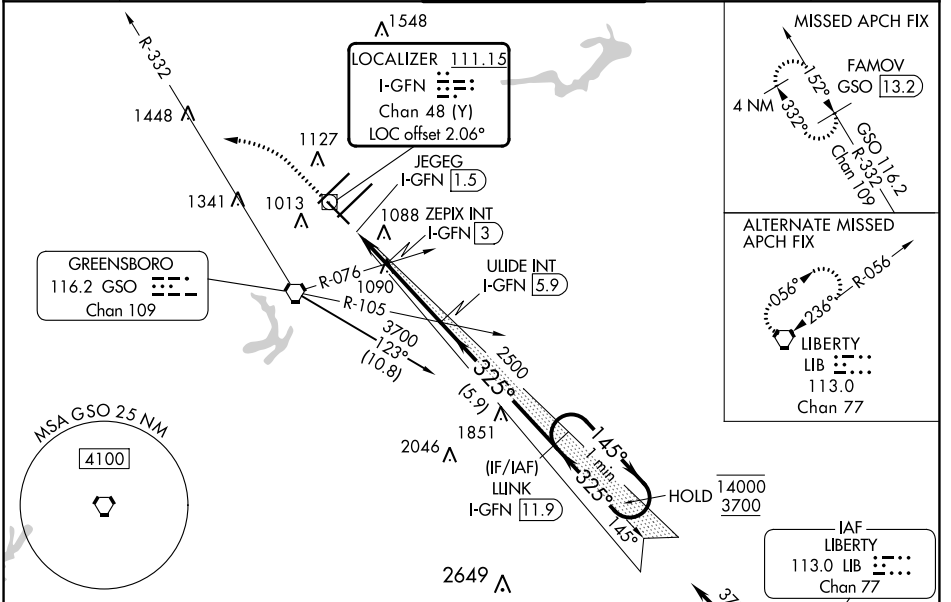 1548
R-332
LOCALIZER 111.15
I-GFN
Chan 48 (Y)
LOC offset 2.06°
1448
1127
JEGEG
I-GFN 1.5
1341
1013
1088
ZEPIX INT
I-GFN 3
GREENSBORO
116.2 GSO
Chan 109
R-076
1090
ULIDE INT
I-GFN 5.9
R-105
3700
123°
(10.8)
2500
325°
(5.9)
MSA GSO 25 NM
4100
1851
2046
(IF/IAF)
LLINK
I-GFN 11.9
145°
1 min
325°
145°
HOLD
14000
3700
2649
IAF
LIBERTY
113.0 LIB
Chan 77
MISSED APCH FIX
FAMOV
GSO 13.2
4 NM
152°
332°
GSO 116.2
R-332
Chan 109
ALTERNATE MISSED
APCH FIX
056°
236°
R-056
LIBERTY
LIB
113.0
Chan 77